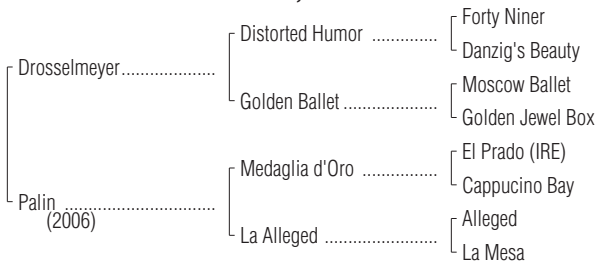 Forty Niner
Distorted Humor ..............
Danzig's Beauty
Drosselmeyer....................
Moscow Ballet
Golden Ballet ....................
Golden Jewel Box
El Prado (IRE)
Medaglia d'Oro ................
Cappucino Bay
Palin ................................
(2006)
Alleged
La Alleged ........................
La Mesa